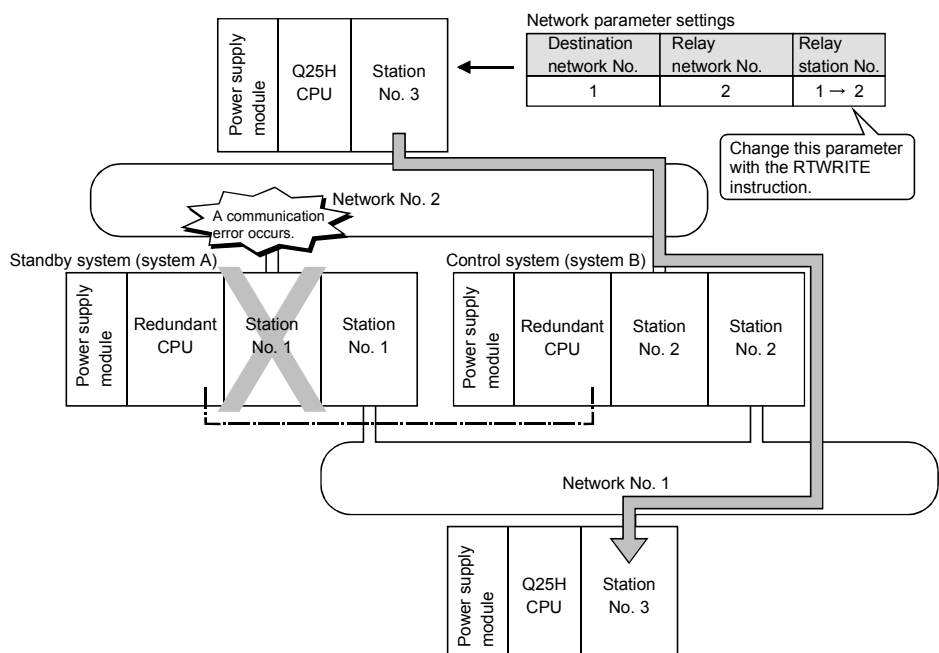 Network parameter settings
Destination network No.
Relay network No.
Relay station No.
1
2
1 → 2
Change this parameter
with the RTWRITE
instruction.
Power supply module
Q25H
CPU
Station
No. 3
Network No. 2
A communication
error occurs.
Standby system (system A)
Control system (system B)
Power supply module
Redundant
CPU
Station
No. 1
Station
No. 1
Power supply module
Redundant
CPU
Station
No. 2
Station
No. 2
Network No. 1
Power supply module
Q25H
CPU
Station
No. 3